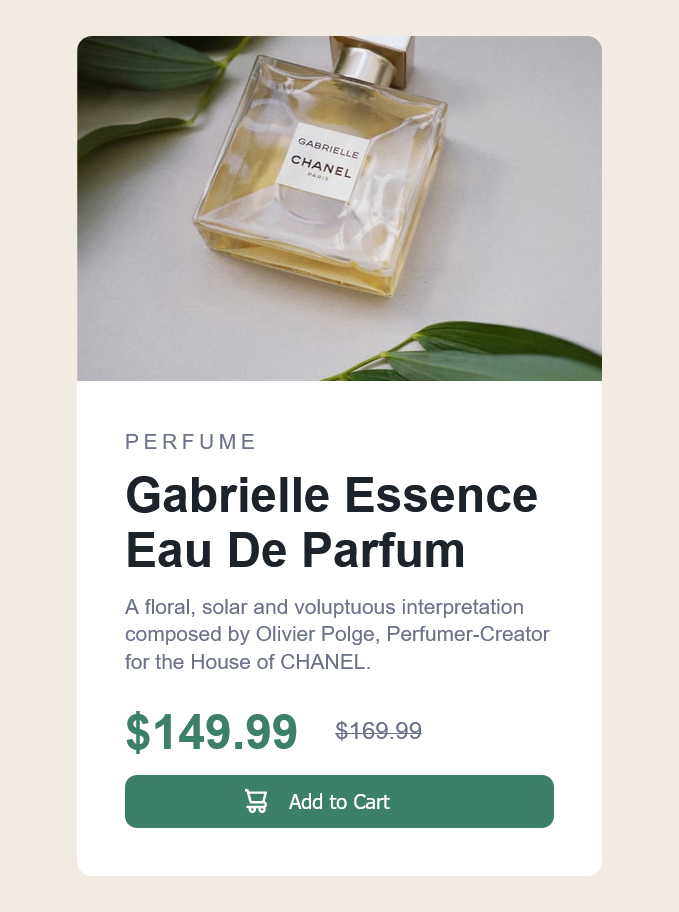 GABRIELLE
CHANEL
PARIS
PERFUME
Gabrielle Essence
Eau De Parfum
A floral, solar and voluptuous interpretation
composed by Olivier Polge, Perfumer-Creator
for the House of CHANEL.
$149.99 $169.99
Add to Cart